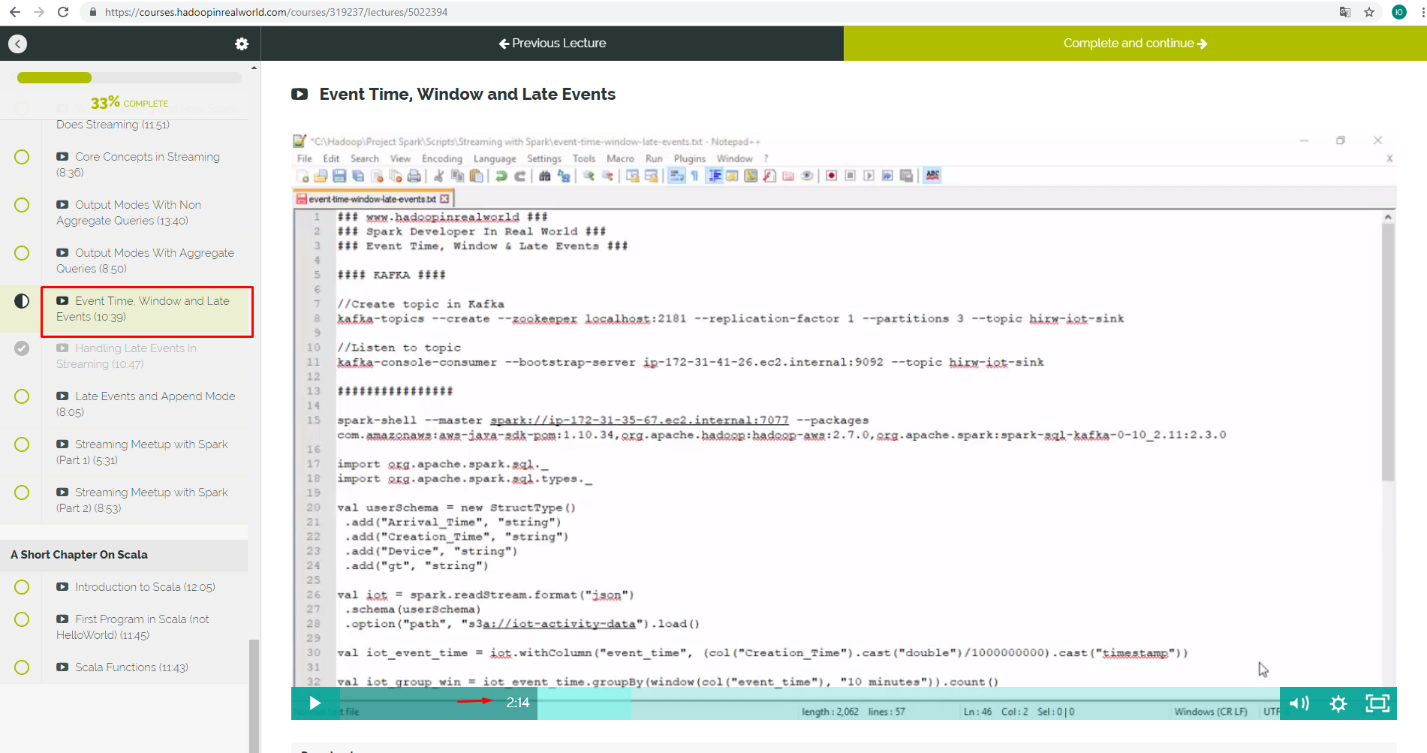 https://courses.hadoopinrealworld.com/courses/319237/lectures/5022394
Ю
Previous Lecture
Complete and continue
33% COMPLETE
Does Streaming (11:51)
Core Concepts in Streaming
(8:36)
Output Modes With Non
Aggregate Queries (13:40)
Output Modes With Aggregate
Queries (8:50)
Event Time, Window and Late
Events (10:39)
Handling Late Events In
Streaming (10:47)
Late Events and Append Mode
(8:05)
Streaming Meetup with Spark
(Part 1) (5:31)
Streaming Meetup with Spark
(Part 2) (8:53)
A Short Chapter On Scala
Introduction to Scala (12:05)
First Program in Scala (not
HelloWorld) (11:45)
Scala Functions (11:43)
Event Time, Window and Late Events
*C:\Hadoop\Project Spark\Scripts\Streaming with Spark\event-time-window-late-events.txt - Notepad++
File Edit Search View Encoding Language Settings Tools Macro Run Plugins Window ?
X
event-time-window-late-events.txt
1 ### www.hadoopinrealworld ###
2 ### Spark Developer In Real World ###
3 ### Event Time, Window & Late Events ###
4
5 #### KAFKA ####
6
7 //Create topic in Kafka
8 kafka-topics --create --zookeeper localhost:2181 --replication-factor 1 --partitions 3 --topic hirw-iot-sink
9
10 //Listen to topic
11 kafka-console-consumer --bootstrap-server ip-172-31-41-26.ec2.internal:9092 --topic hirw-iot-sink
12
13 ################
14
15 spark-shell --master spark://ip-172-31-35-67.ec2.internal:7077 --packages
com.amazonaws:aws-java-sdk-pom:1.10.34,org.apache.hadoop:hadoop-aws:2.7.0,org.apache.spark:spark-sql-kafka-0-10_2.11:2.3.0
16
17 import org.apache.spark.sql._
18 import org.apache.spark.sql.types._
19
20 val userSchema = new StructType()
21 .add("Arrival_Time", "string")
22 .add("Creation_Time", "string")
23 .add("Device", "string")
24 .add("gt", "string")
25
26 val iot = spark.readStream.format("json")
27 .schema(userSchema)
28 .option("path", "s3a://iot-activity-data").load()
29
30 val iot_event_time = iot.withColumn("event_time", (col("Creation_Time").cast("double")/1000000000).cast("timestamp"))
31
32 val iot_group_win = iot_event_time.groupBy(window(col("event_time"), "10 minutes")).count()
2:14
file length : 2,062 lines : 57 Ln : 46 Col : 2 Sel : 0 | 0 Windows (CR LF) UTF